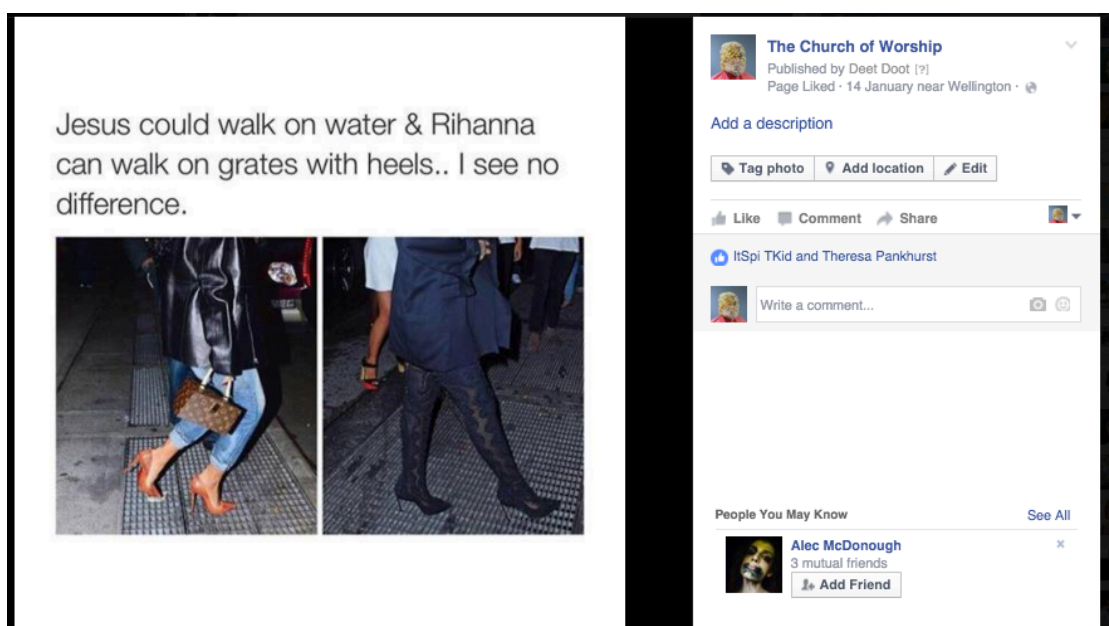 Jesus could walk on water & Rihanna
can walk on grates with heels.. I see no
difference.
The Church of Worship
Published by Deet Doot [?]
Page Liked · 14 January near Wellington ·
Add a description
Tag photo Add location Edit
Like Comment Share
ItSpi TKid and Theresa Pankhurst
Write a comment...
People You May Know See All
Alec McDonough
3 mutual friends
Add Friend